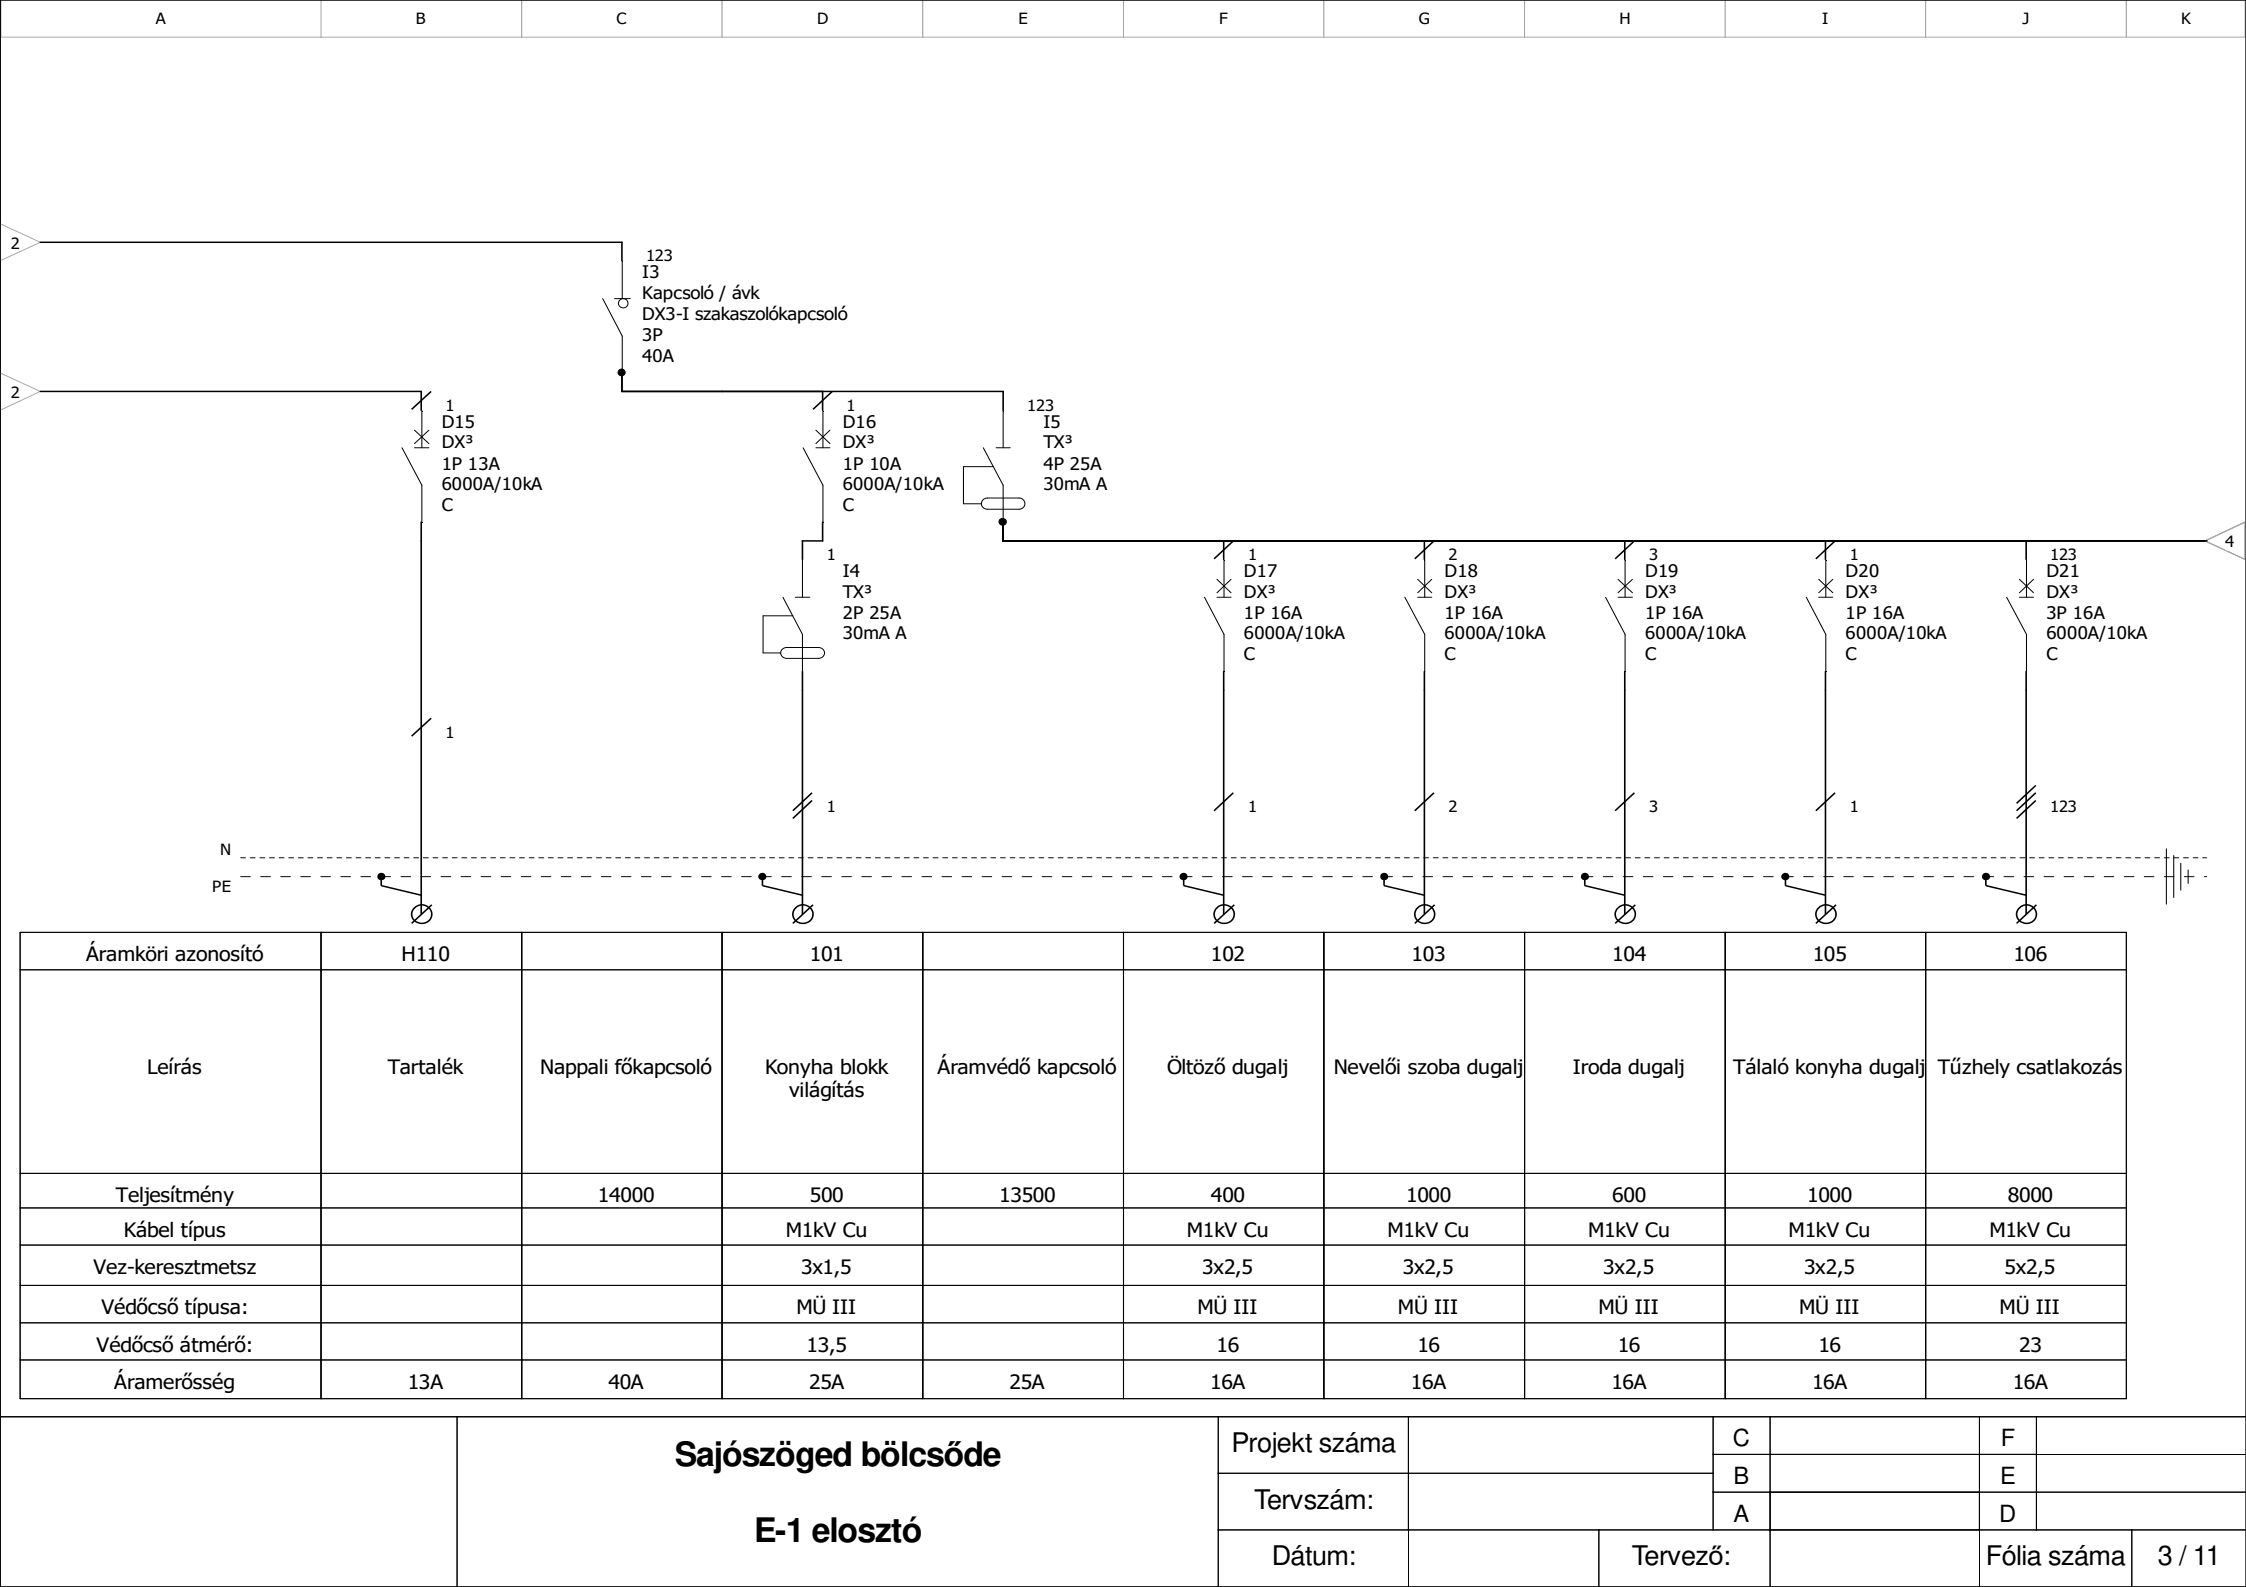 A B C D E F G H I J K
2
123
I3
Kapcsoló / ávk
DX3-I szakaszolókapcsoló
3P
40A
2
1
D15
DX³
1P 13A
6000A/10kA
C
1
D16
DX³
1P 10A
6000A/10kA
C
123
I5
TX³
4P 25A
30mA A
4
1
I4
TX³
2P 25A
30mA A
1
D17
DX³
1P 16A
6000A/10kA
C
2
D18
DX³
1P 16A
6000A/10kA
C
3
D19
DX³
1P 16A
6000A/10kA
C
1
D20
DX³
1P 16A
6000A/10kA
C
123
D21
DX³
3P 16A
6000A/10kA
C
1
1 1 2 3 1 123
N
PE
Áramköri azonosító H110 101 102 103 104 105 106
Leírás Tartalék Nappali főkapcsoló Konyha blokk világítás Áramvédő kapcsoló Öltöző dugalj Nevelői szoba dugalj Iroda dugalj Tálaló konyha dugalj Tűzhely csatlakozás
Teljesítmény 14000 500 13500 400 1000 600 1000 8000
Kábel típus M1kV Cu M1kV Cu M1kV Cu M1kV Cu M1kV Cu M1kV Cu
Vez-keresztmetsz 3x1,5 3x2,5 3x2,5 3x2,5 3x2,5 5x2,5
Védőcső típusa: MÜ III MÜ III MÜ III MÜ III MÜ III MÜ III
Védőcső átmérő: 13,5 16 16 16 16 23
Áramerősség 13A 40A 25A 25A 16A 16A 16A 16A 16A
Sajószöged bölcsőde
E-1 elosztó
Projekt száma
Tervszám:
Dátum:
Tervező:
C
B
A
F
E
D
Fólia száma 3 / 11